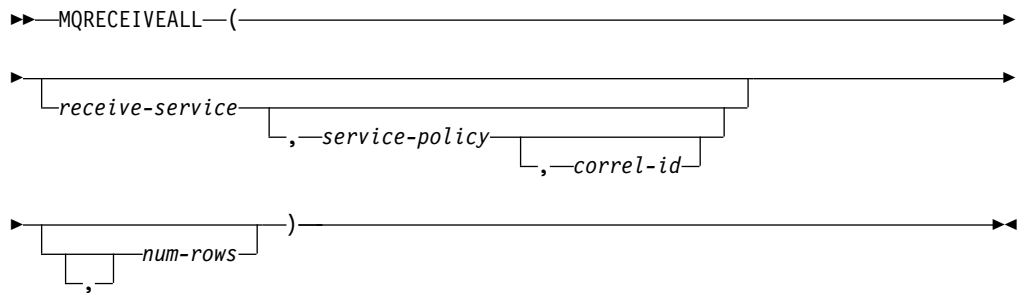 MQRECEIVEALL (
receive-service
, service-policy
, correl-id
)
num-rows
,